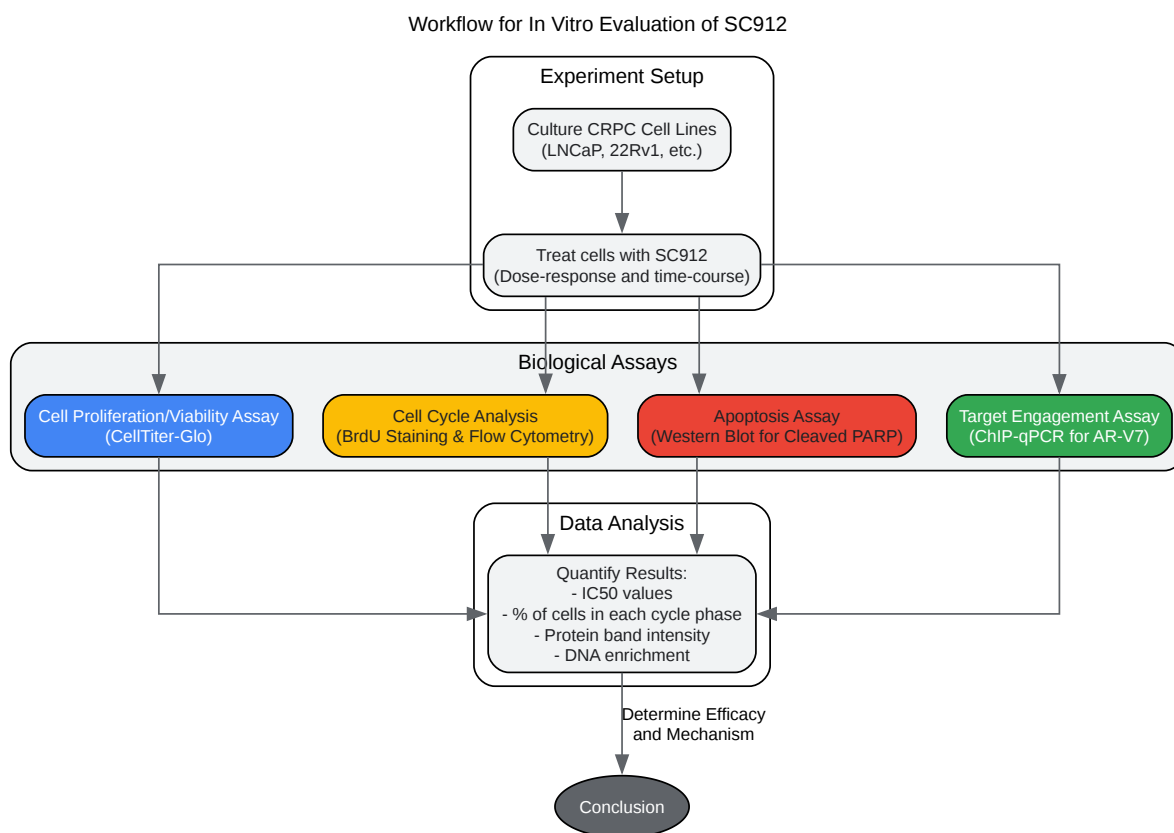 Workflow for In Vitro Evaluation of SC912
Experiment Setup
Culture CRPC Cell Lines
(LNCaP, 22Rv1, etc.)
Treat cells with SC912
(Dose-response and time-course)
Biological Assays
Cell Proliferation/Viability Assay
(CellTiter-Glo)
Cell Cycle Analysis
(BrdU Staining & Flow Cytometry)
Apoptosis Assay
(Western Blot for Cleaved PARP)
Target Engagement Assay
(ChIP-qPCR for AR-V7)
Data Analysis
Quantify Results:
- IC50 values
- % of cells in each cycle phase
- Protein band intensity
- DNA enrichment
Determine Efficacy
and Mechanism
Conclusion